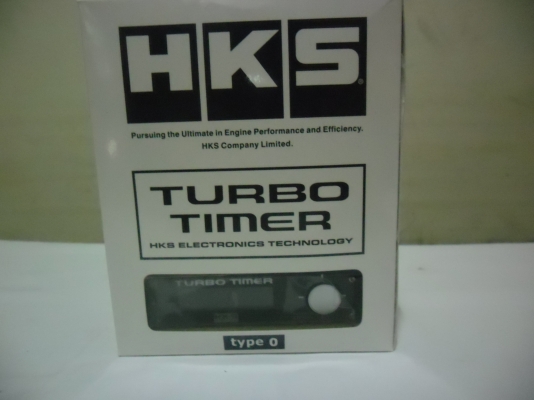 HKS®
Pursuing the Ultimate in Engine Performance and Efficiency.
HKS Company Limited.
TURBO
TIMER
HKS ELECTRONICS TECHNOLOGY
TURBO TIMER
type 0